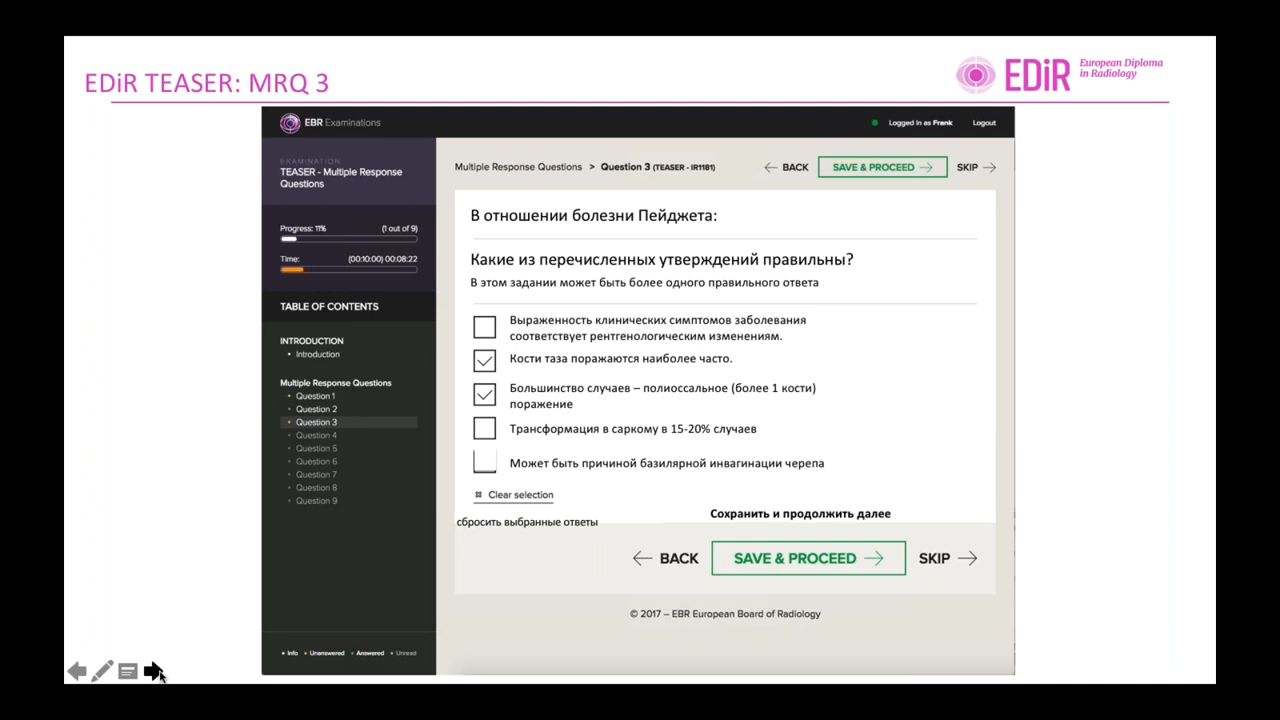 EDiR TEASER: MRQ 3
EDiR European Diploma
in Radiology
EBR Examinations
Logged in as Frank
Logout
EXAMINATION
TEASER - Multiple Response
Questions
Progress: 11%
(1 out of 9)
Time:
(00:10:00) 00:08:22
TABLE OF CONTENTS
INTRODUCTION
• Introduction
Multiple Response Questions
• Question 1
• Question 2
• Question 3
• Question 4
• Question 5
• Question 6
• Question 7
• Question 8
• Question 9
• Info • Unanswered • Answered • Unread
Multiple Response Questions > Question 3 (TEASER - IR1181)
← BACK
SAVE & PROCEED →
SKIP →
В отношении болезни Пейджета:
Какие из перечисленных утверждений правильны?
В этом задании может быть более одного правильного ответа
Выраженность клинических симптомов заболевания
соответствует рентгенологическим изменениям.
Кости таза поражаются наиболее часто.
Большинство случаев – полиоссальное (более 1 кости)
поражение
Трансформация в саркому в 15-20% случаев
Может быть причиной базилярной инвагинации черепа
Clear selection
сбросить выбранные ответы
Сохранить и продолжить далее
← BACK
SAVE & PROCEED →
SKIP →
© 2017 – EBR European Board of Radiology